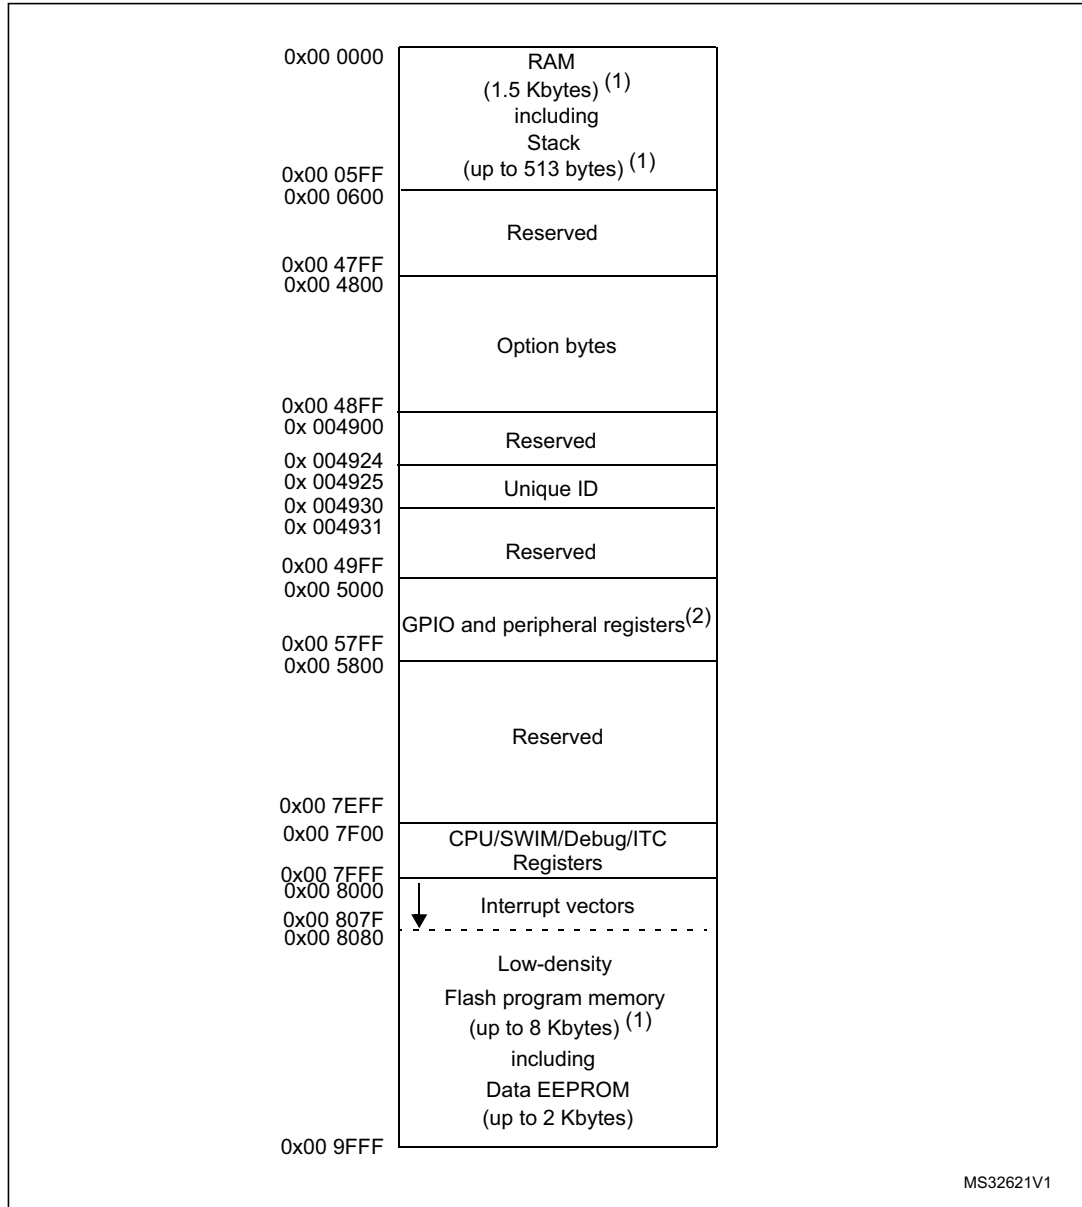 0x00 0000
RAM
(1.5 Kbytes) (1)
including
Stack
(up to 513 bytes) (1)
0x00 05FF
0x00 0600
Reserved
0x00 47FF
0x00 4800
Option bytes
0x00 48FF
0x 004900
Reserved
0x 004924
0x 004925
Unique ID
0x 004930
0x 004931
Reserved
0x00 49FF
0x00 5000
GPIO and peripheral registers(2)
0x00 57FF
0x00 5800
Reserved
0x00 7EFF
0x00 7F00
CPU/SWIM/Debug/ITC
Registers
0x00 7FFF
0x00 8000
Interrupt vectors
0x00 807F
0x00 8080
Low-density
Flash program memory
(up to 8 Kbytes) (1)
including
Data EEPROM
(up to 2 Kbytes)
0x00 9FFF
MS32621V1